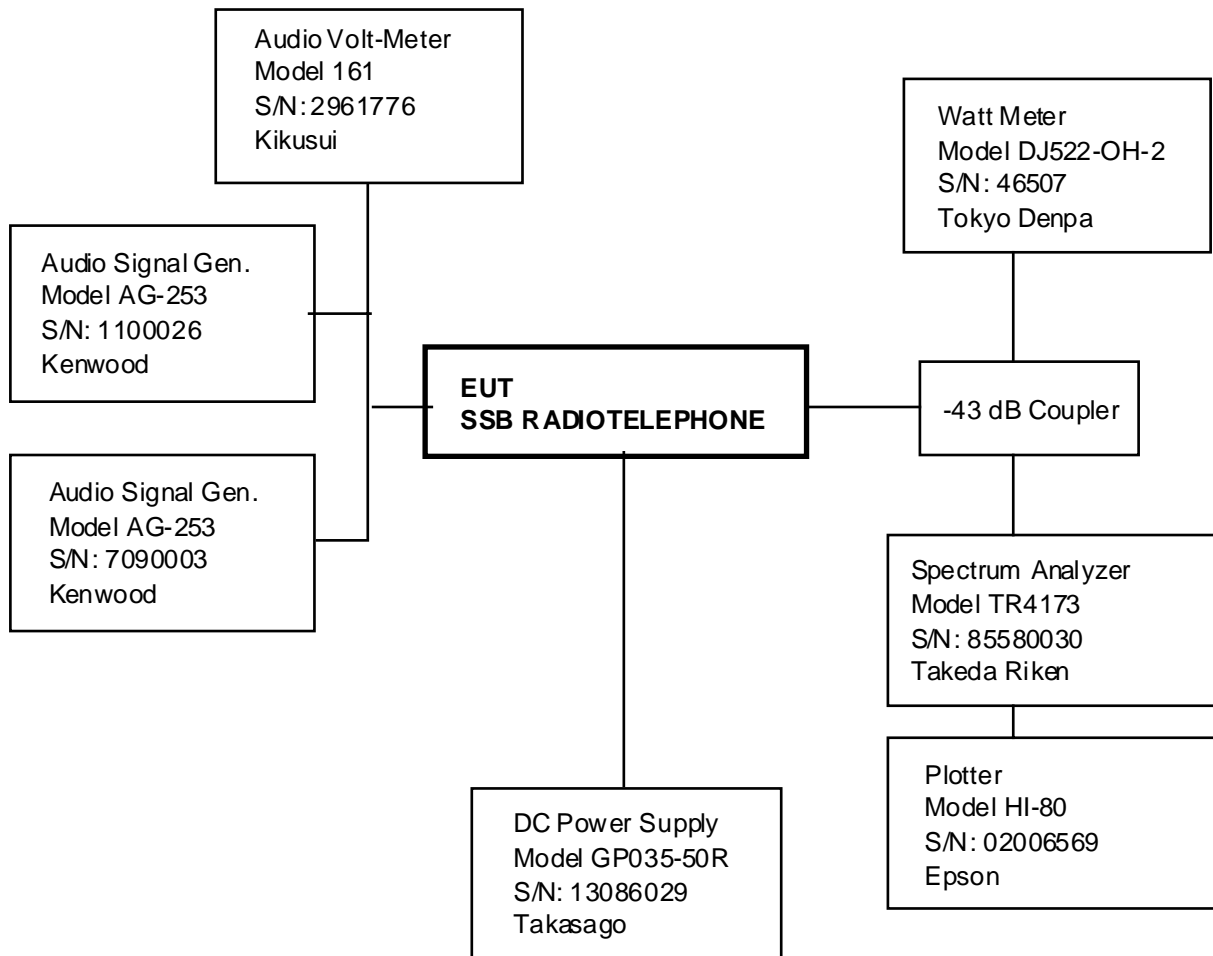 Audio Volt-Meter
Model 161
S/N: 2961776
Kikusui
Watt Meter
Model DJ522-OH-2
S/N: 46507
Tokyo Denpa
Audio Signal Gen.
Model AG-253
S/N: 1100026
Kenwood
EUT
SSB RADIOTELEPHONE
-43 dB Coupler
Audio Signal Gen.
Model AG-253
S/N: 7090003
Kenwood
Spectrum Analyzer
Model TR4173
S/N: 85580030
Takeda Riken
DC Power Supply
Model GP035-50R
S/N: 13086029
Takasago
Plotter
Model HI-80
S/N: 02006569
Epson